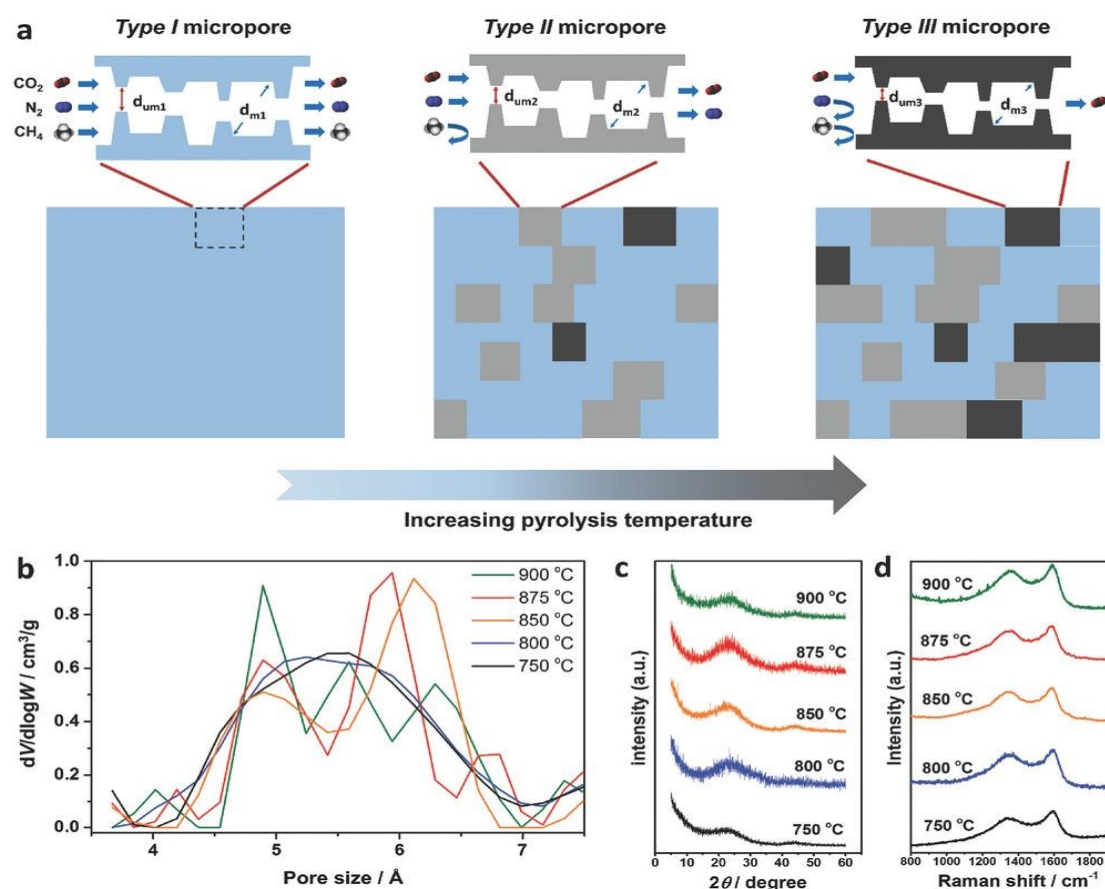 a
Type I micropore
Type II micropore
Type III micropore
CO2
N2
CH4
dum1
dm1
dum2
dm2
dum3
dm3
Increasing pyrolysis temperature
b
1.0
0.8
0.6
0.4
0.2
0.0
dV/dlogW / cm³/g
900 °C
875 °C
850 °C
800 °C
750 °C
4 5 6 7
Pore size / Å
c
intensity (a.u.)
900 °C
875 °C
850 °C
800 °C
750 °C
0 10 20 30 40 50 60
2θ / degree
d
Intensity (a.u.)
900 °C
875 °C
850 °C
800 °C
750 °C
800 1000 1200 1400 1600 1800
Raman shift / cm⁻¹